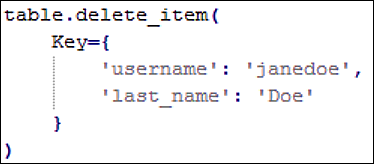 table.delete_item(
    Key={
        'username': 'janedoe',
        'last_name': 'Doe'
    }
)